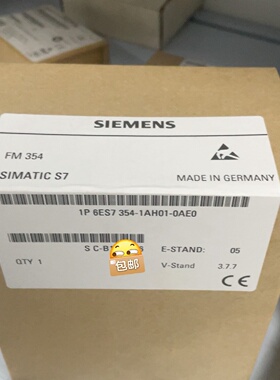 SIEMENS
FM 354
SIMATIC S7
MADE IN GERMANY
1P 6ES7 354-1AH01-0AE0
S C-B
E-STAND: 05
QTY 1
包邮
V-Stand 3.7.7
CE